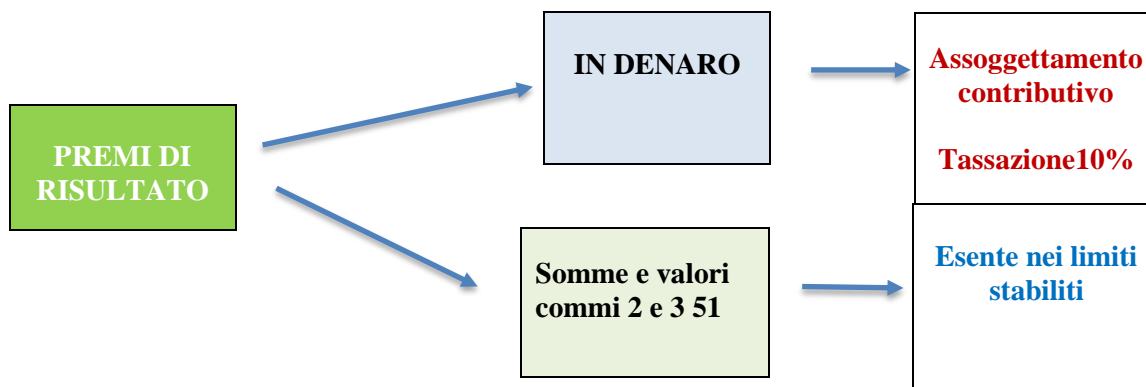 PREMI DI
RISULTATO
IN DENARO
Assoggettamento
contributivo
Tassazione10%
Somme e valori
commi 2 e 3 51
Esente nei limiti
stabiliti